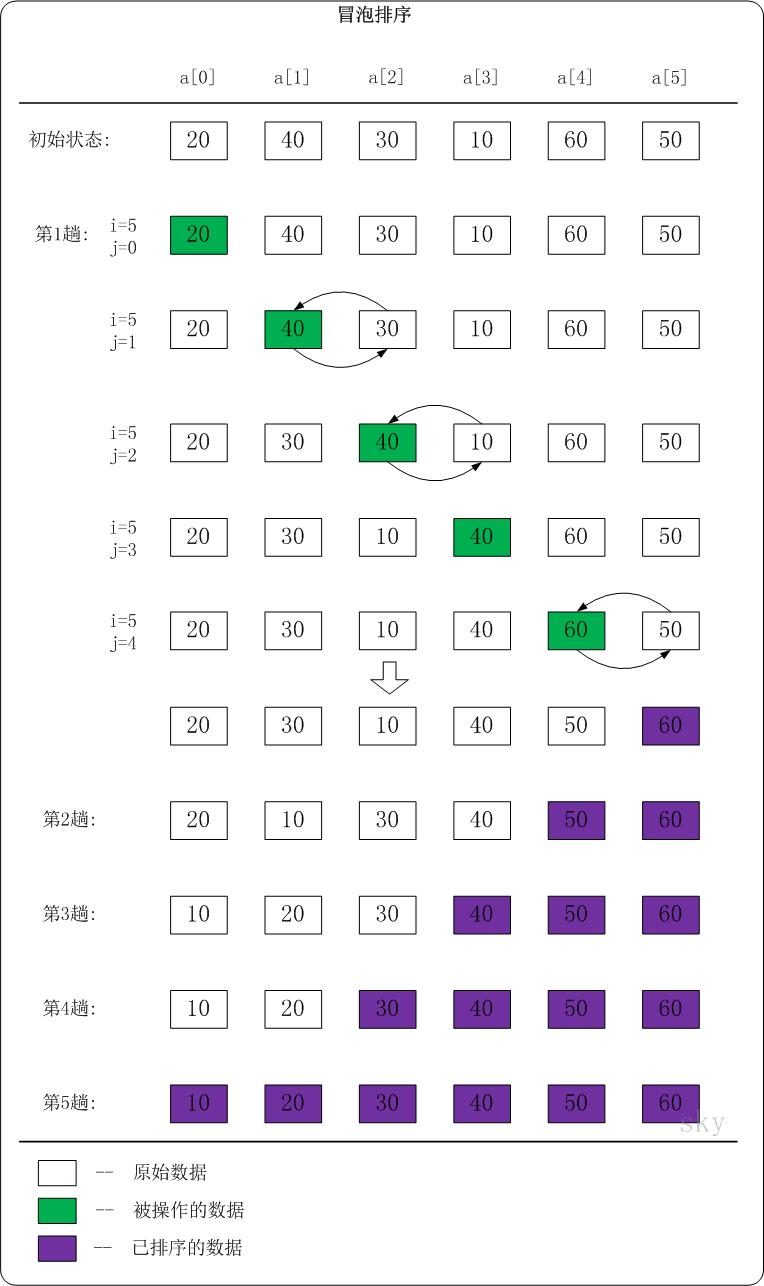 冒泡排序
a[0] a[1] a[2] a[3] a[4] a[5]
初始状态: 20 40 30 10 60 50
第1趟: i=5 j=0 20 40 30 10 60 50
i=5 j=1 20 40 30 10 60 50
i=5 j=2 20 30 40 10 60 50
i=5 j=3 20 30 10 40 60 50
i=5 j=4 20 30 10 40 60 50
20 30 10 40 50 60
第2趟: 20 10 30 40 50 60
第3趟: 10 20 30 40 50 60
第4趟: 10 20 30 40 50 60
第5趟: 10 20 30 40 50 60
sky
-- 原始数据
-- 被操作的数据
-- 已排序的数据